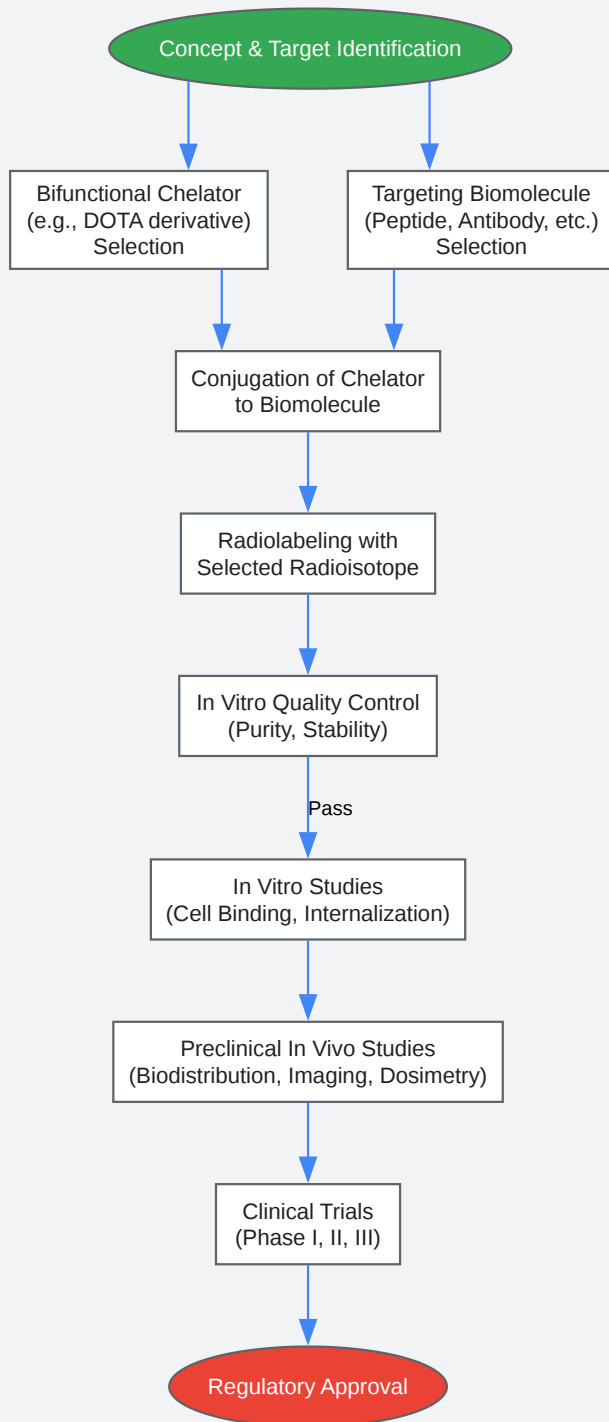 Concept & Target Identification
Bifunctional Chelator
(e.g., DOTA derivative)
Selection
Targeting Biomolecule
(Peptide, Antibody, etc.)
Selection
Conjugation of Chelator
to Biomolecule
Radiolabeling with
Selected Radioisotope
In Vitro Quality Control
(Purity, Stability)
Pass
In Vitro Studies
(Cell Binding, Internalization)
Preclinical In Vivo Studies
(Biodistribution, Imaging, Dosimetry)
Clinical Trials
(Phase I, II, III)
Regulatory Approval